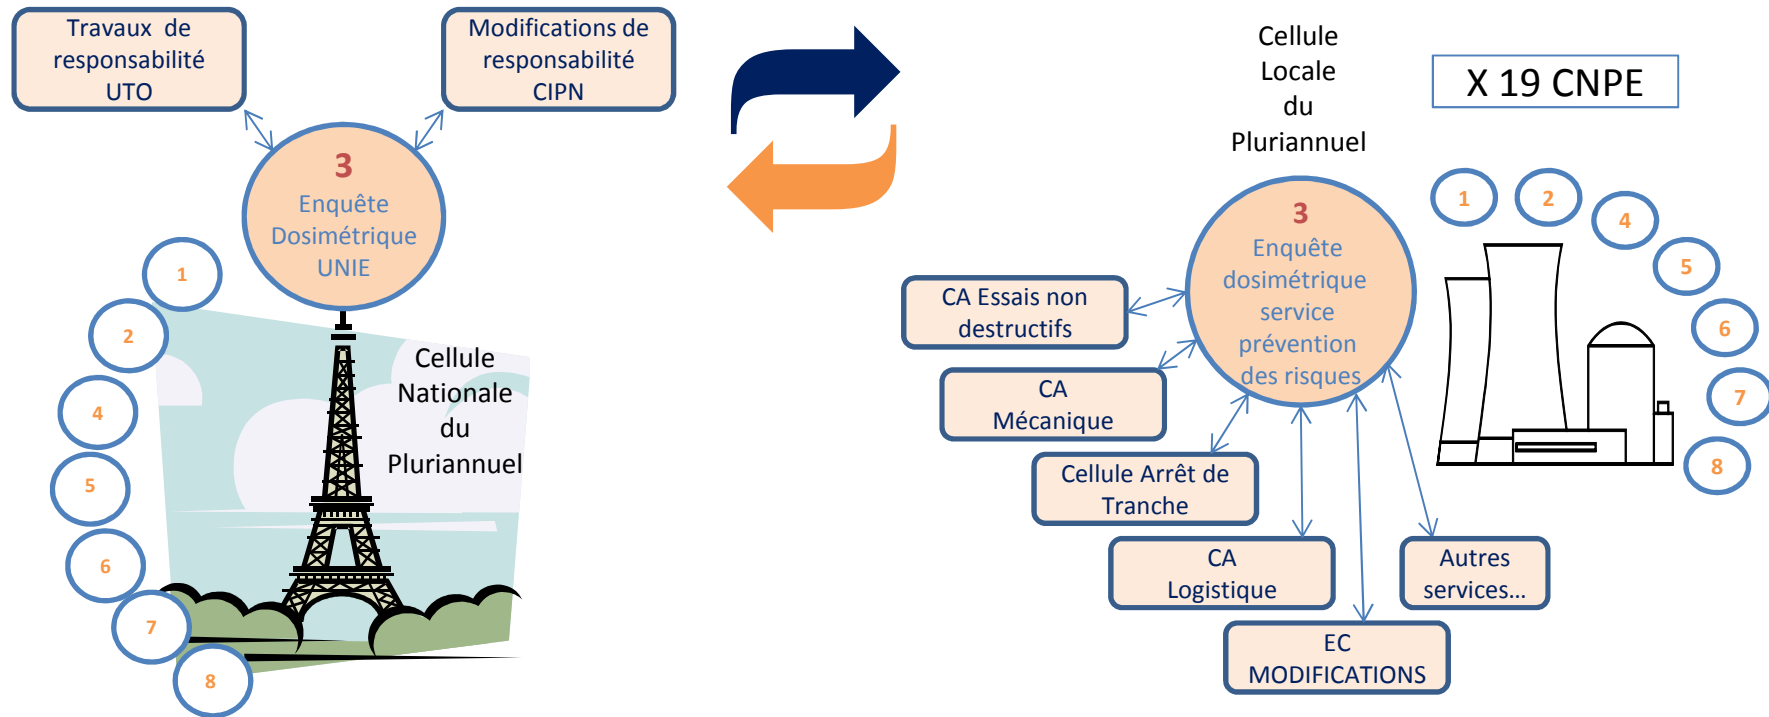 Travaux de
responsabilité
UTO
Modifications de
responsabilité
CIPN
3
Enquête
Dosimétrique
UNIE
1
2
4
5
6
7
8
Cellule
Nationale
du
Pluriannuel
Cellule
Locale
du
Pluriannuel
X 19 CNPE
3
Enquête
dosimétrique
service
prévention
des risques
1
2
4
5
6
7
8
CA Essais non
destructifs
CA
Mécanique
Cellule Arrêt de
Tranche
CA
Logistique
Autres
services...
EC
MODIFICATIONS